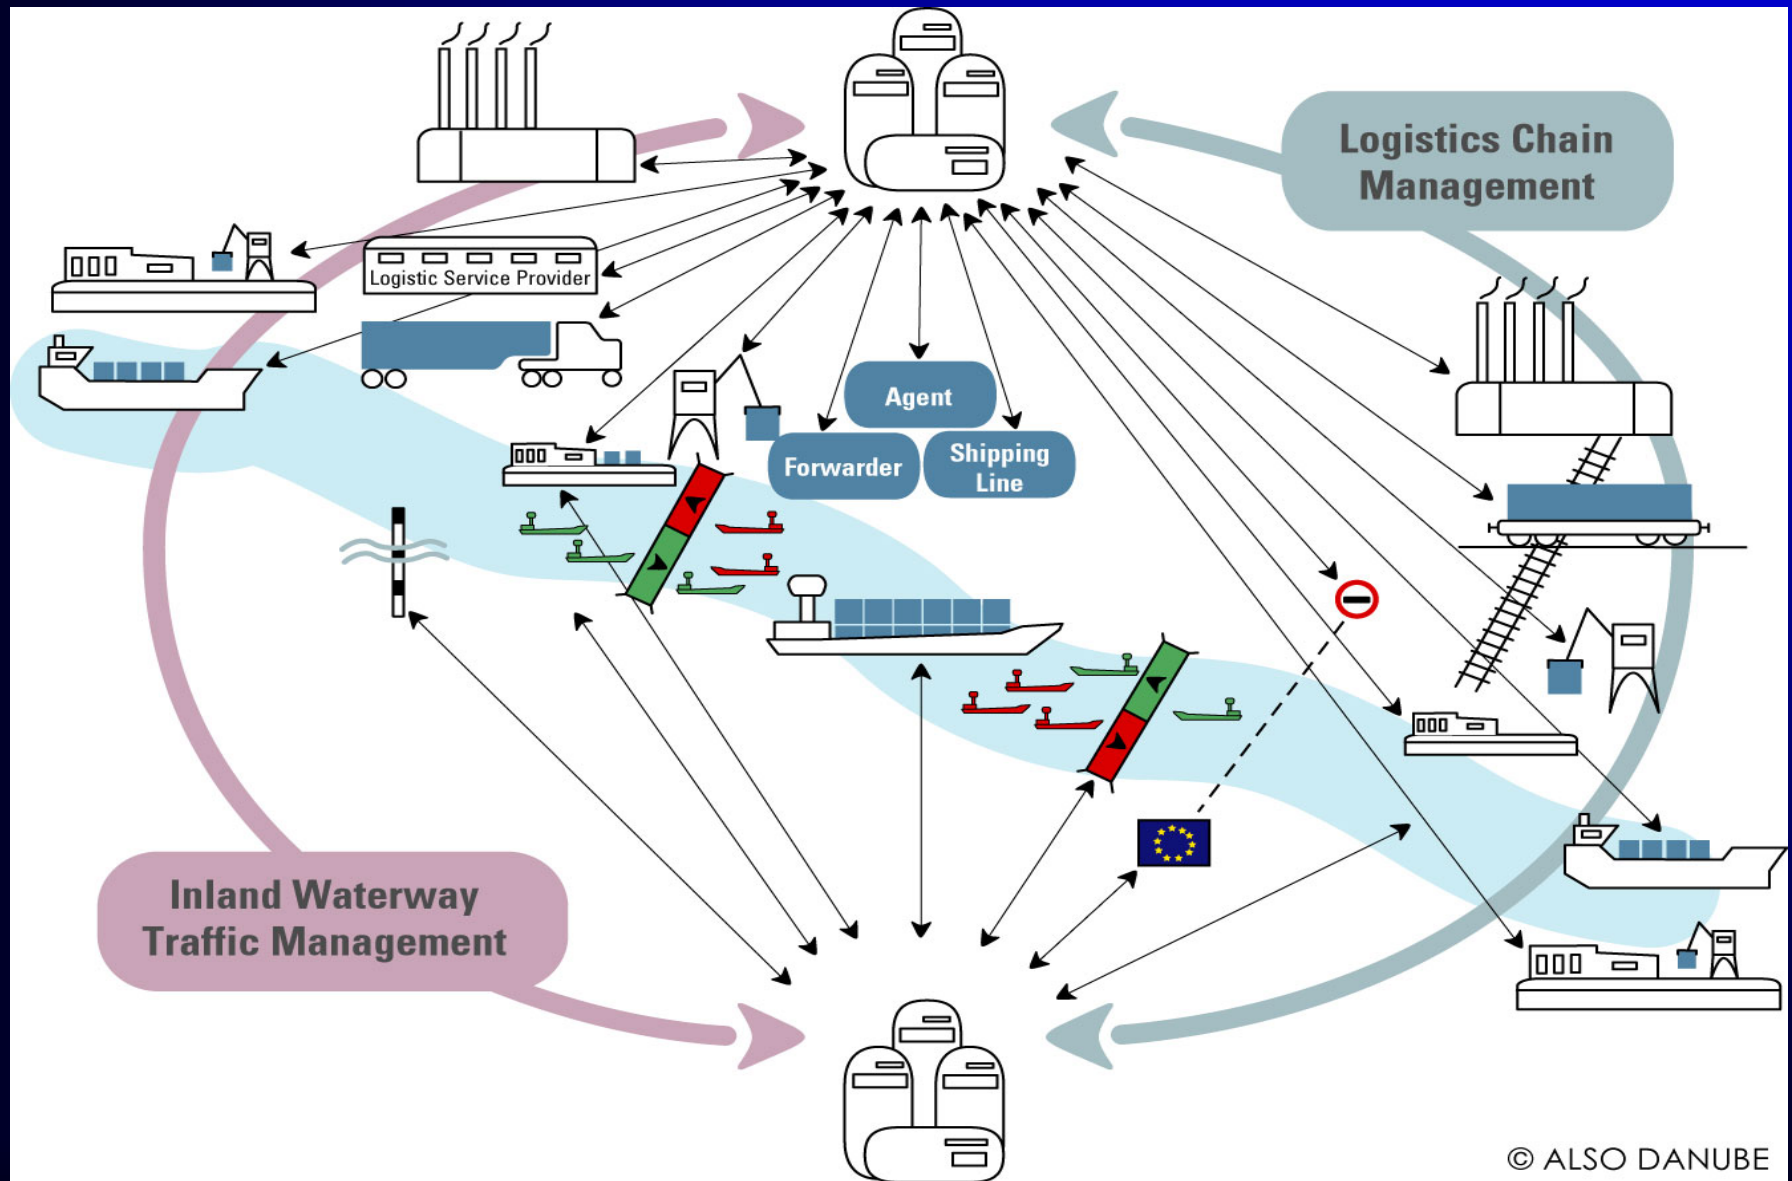 Logistics Chain
Management
Logistic Service Provider
Agent
Forwarder
Shipping
Line
Inland Waterway
Traffic Management
© ALSO DANUBE